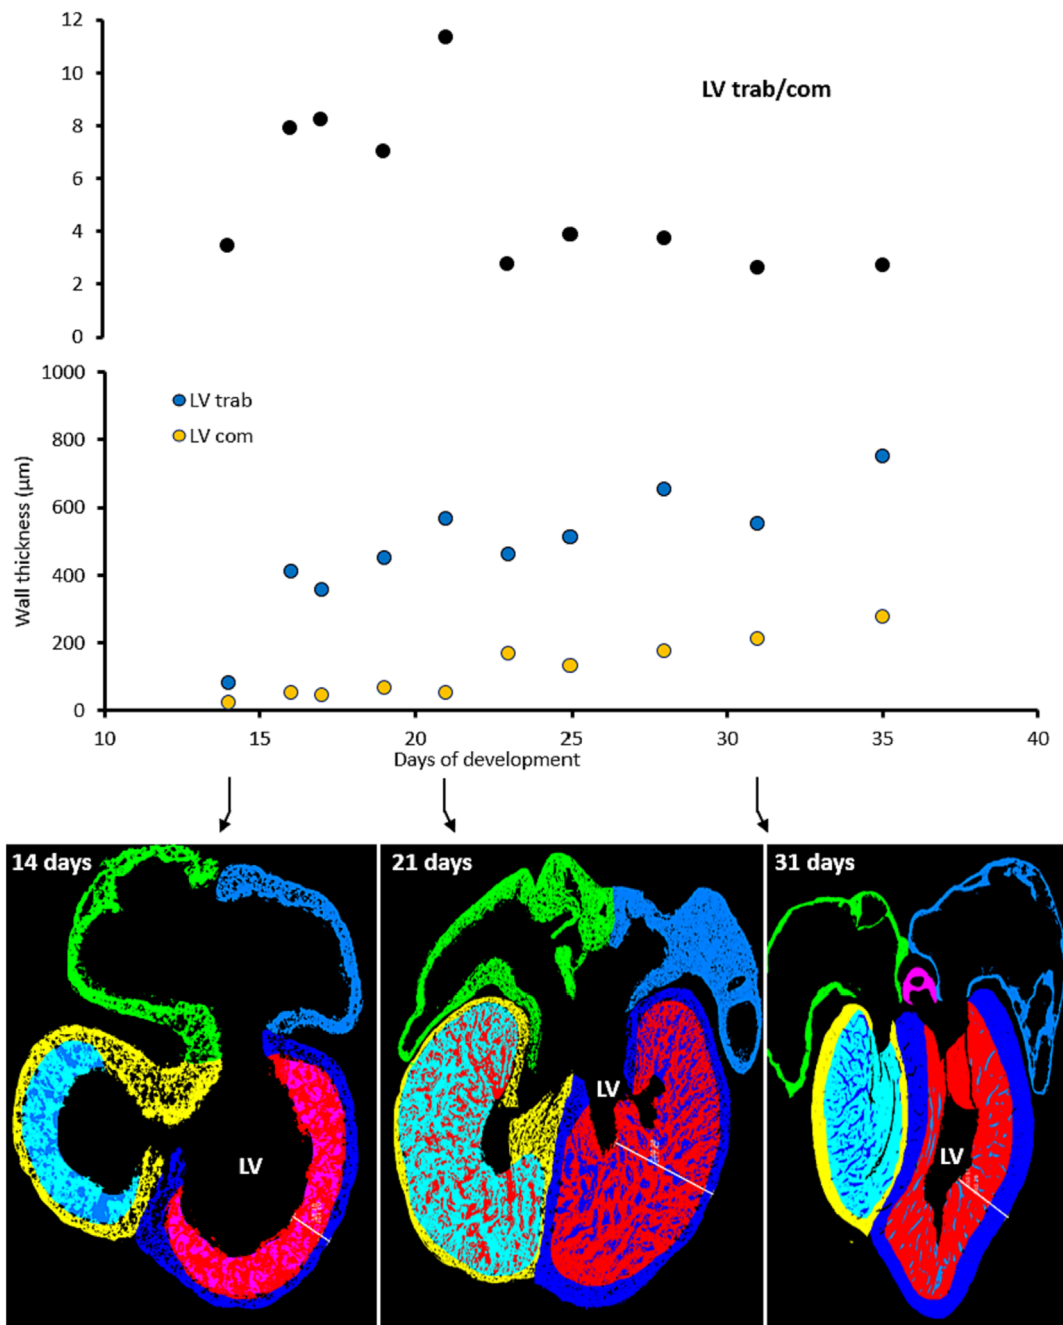 12
10
8
6
4
2
0
LV trab/com
1000
800
600
400
200
0
Wall thickness (µm)
LV trab
LV com
10 15 20 25 30 35 40
Days of development
14 days
21 days
31 days
LV
LV
LV